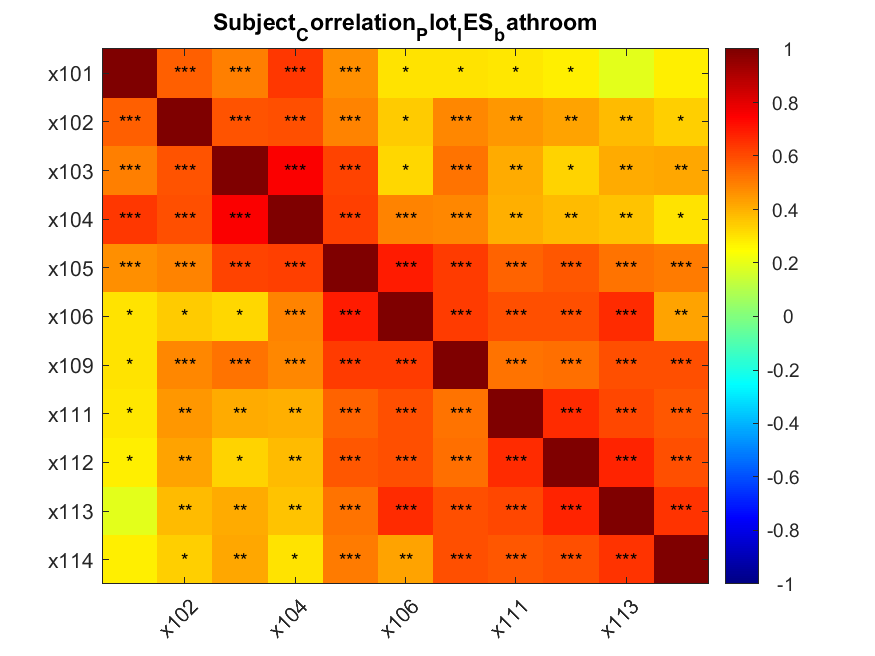 Subject_Correlation_Plot_IES_bathroom
x101 *** *** *** *** * * * *
x102 *** *** *** *** * *** ** ** ** *
x103 *** *** *** *** * *** ** * ** **
x104 *** *** *** *** *** *** ** ** ** *
x105 *** *** *** *** *** *** *** *** *** ***
x106 * * * *** *** *** *** *** *** **
x109 * *** *** *** *** *** *** *** *** ***
x111 * ** ** ** *** *** *** *** *** ***
x112 * ** * ** *** *** *** *** *** ***
x113 ** ** ** *** *** *** *** *** ***
x114 * ** * *** ** *** *** *** ***
x102 x104 x106 x111 x113
1
0.8
0.6
0.4
0.2
0
-0.2
-0.4
-0.6
-0.8
-1